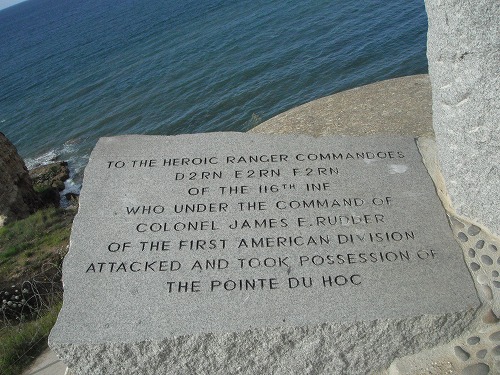 TO THE HEROIC RANGER COMMANDOES
D2RN E2RN F2RN
OF THE 116TH INF
WHO UNDER THE COMMAND OF
COLONEL JAMES E. RUDDER
OF THE FIRST AMERICAN DIVISION
ATTACKED AND TOOK POSSESSION OF
THE POINTE DU HOC